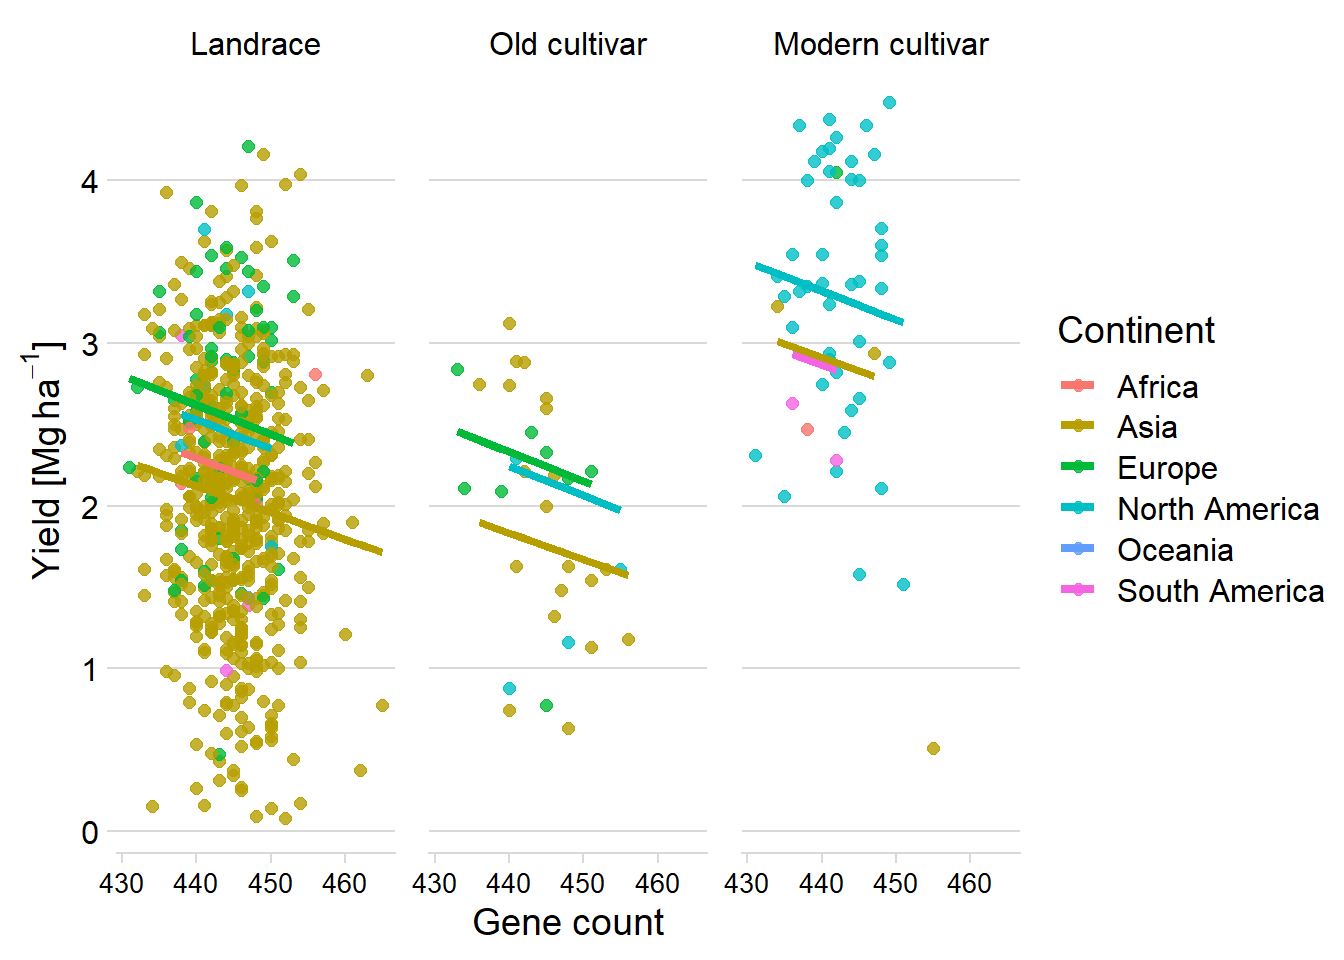 Landrace Old cultivar Modern cultivar
Yield [Mg ha⁻¹]
4
3
2
1
0
430 440 450 460 430 440 450 460 430 440 450 460
Gene count
Continent
Africa
Asia
Europe
North America
Oceania
South America